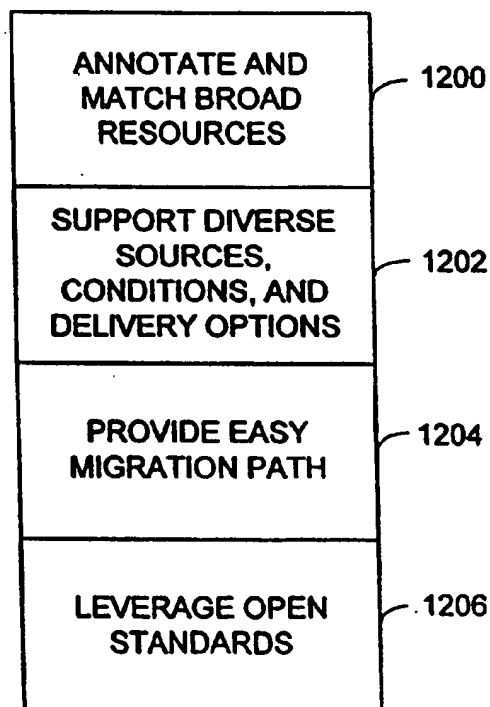 ANNOTATE AND
MATCH BROAD
RESOURCES
1200
SUPPORT DIVERSE
SOURCES,
CONDITIONS, AND
DELIVERY OPTIONS
1202
PROVIDE EASY
MIGRATION PATH
1204
LEVERAGE OPEN
STANDARDS
1206